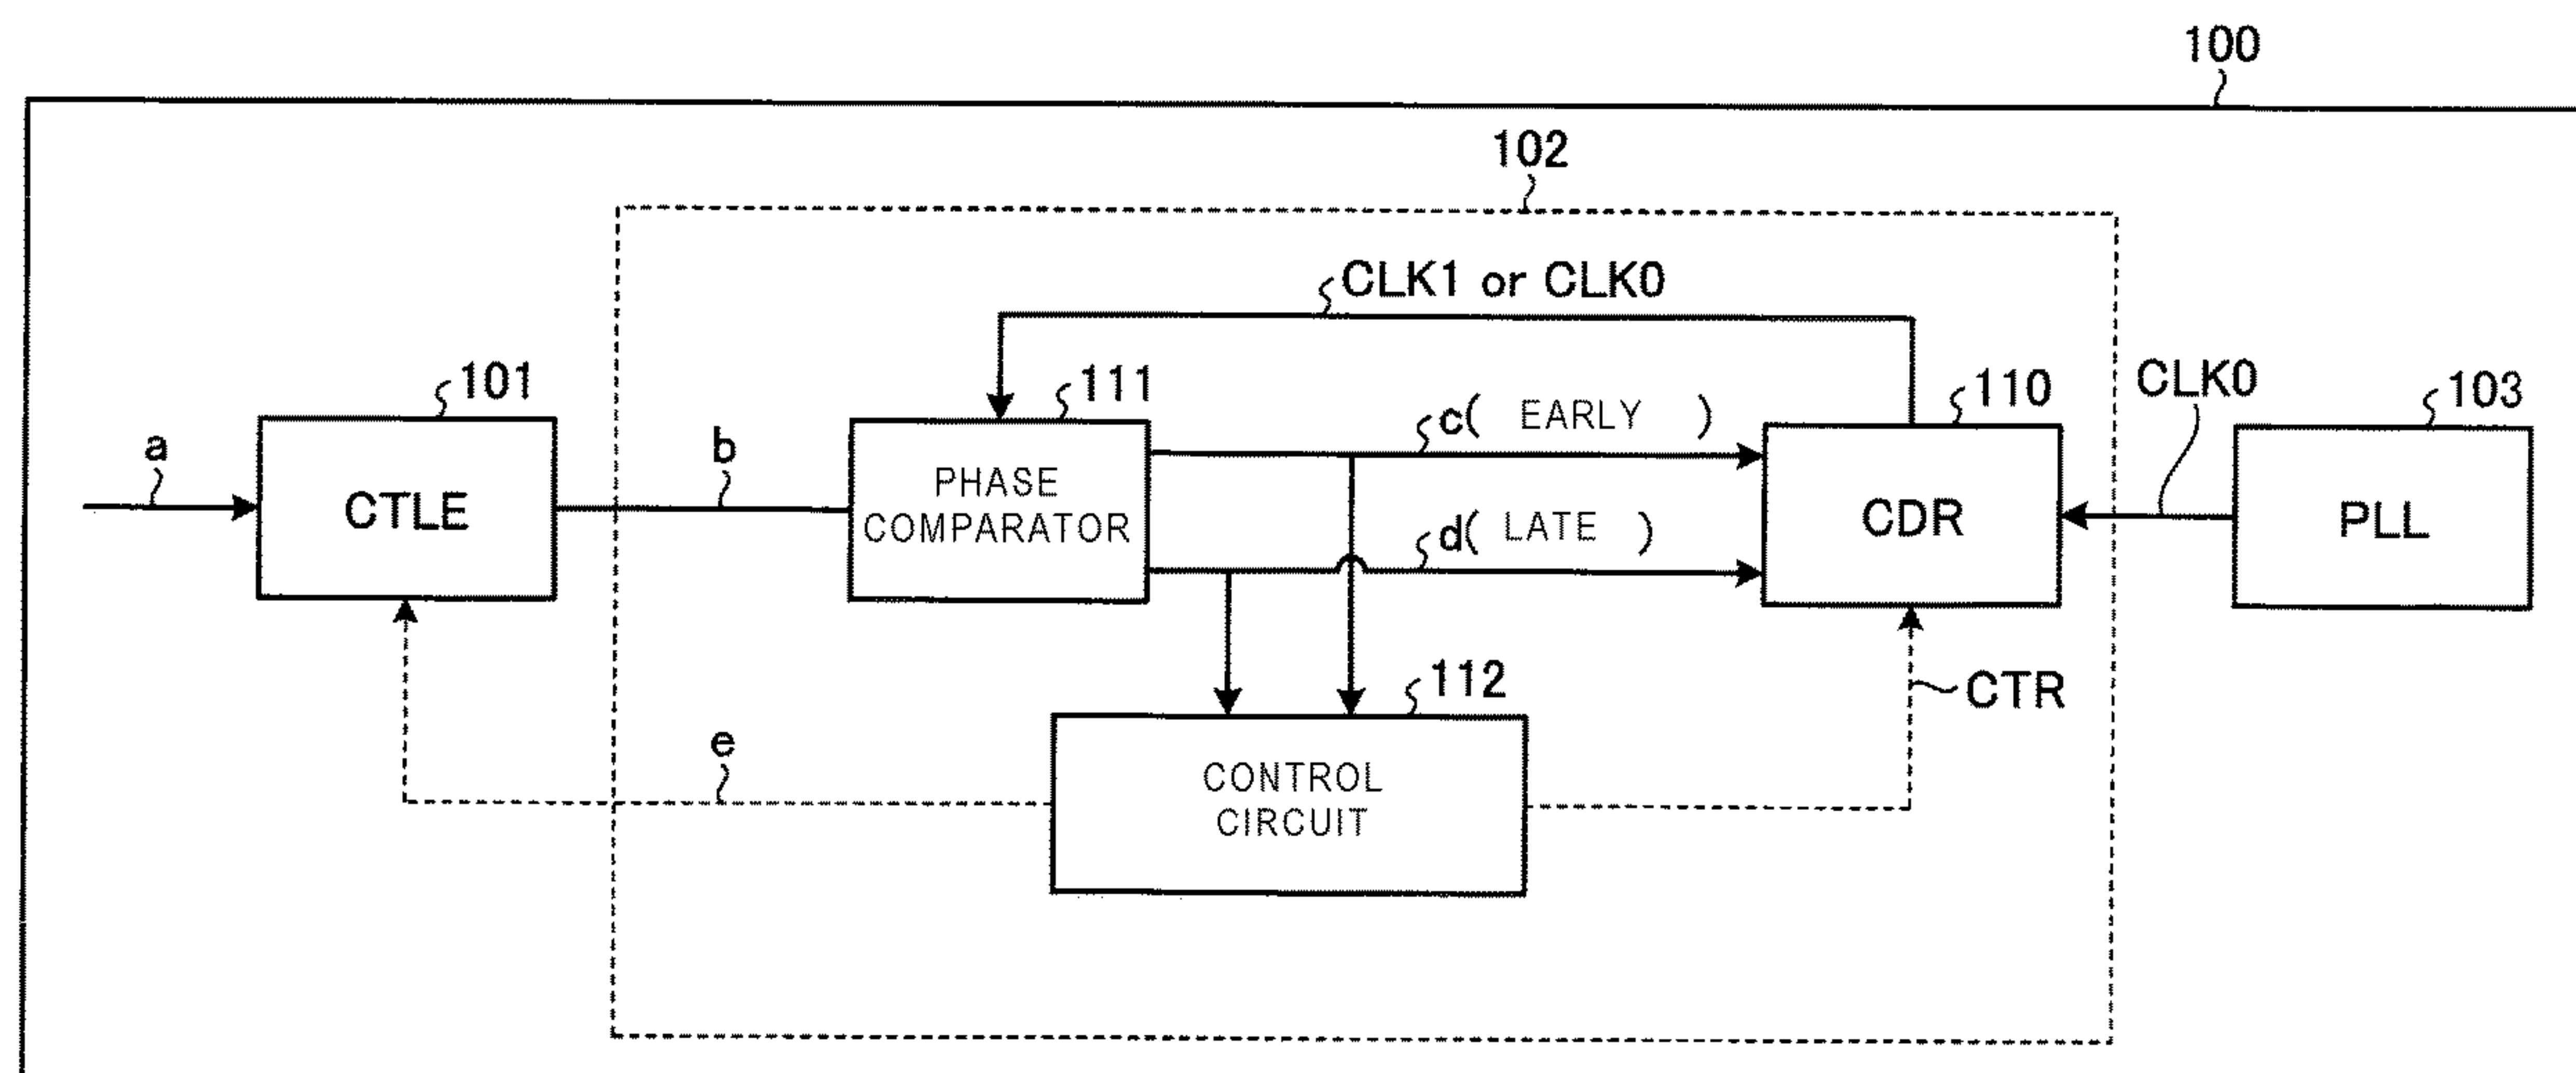 100
102
CLK1 or CLK0
101
111
110
CLK0
103
a
CTLE
b
PHASE
COMPARATOR
c( EARLY )
d( LATE )
CDR
PLL
e
112
CONTROL
CIRCUIT
CTR